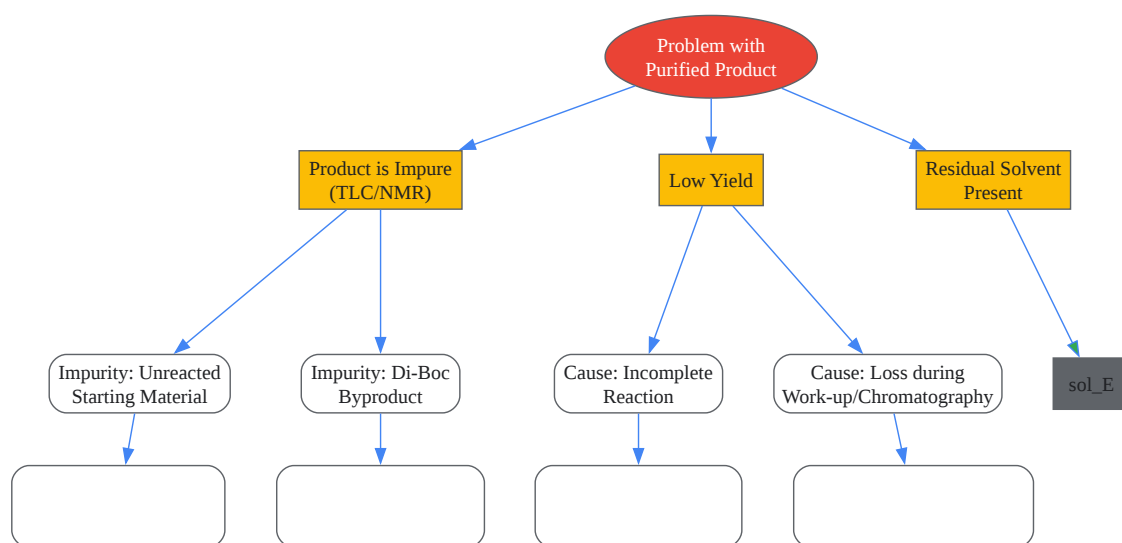 Problem with
Purified Product
Product is Impure
(TLC/NMR)
Low Yield
Residual Solvent
Present
Impurity: Unreacted
Starting Material
Impurity: Di-Boc
Byproduct
Cause: Incomplete
Reaction
Cause: Loss during
Work-up/Chromatography
sol_E